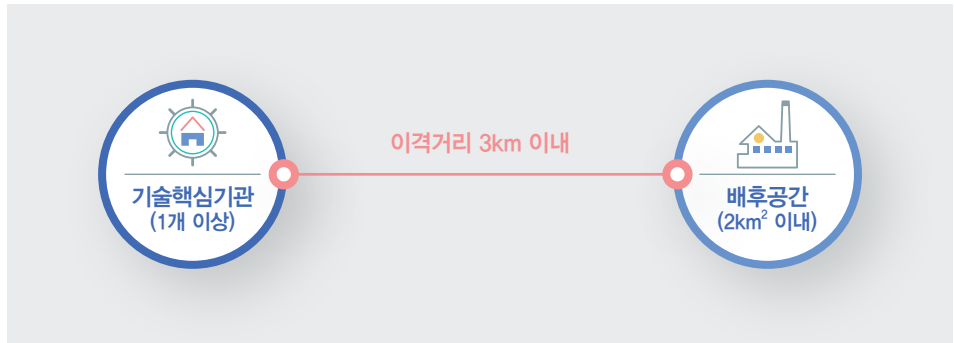 이격거리 3km 이내
기술핵심기관
(1개 이상)
배후공간
(2km² 이내)